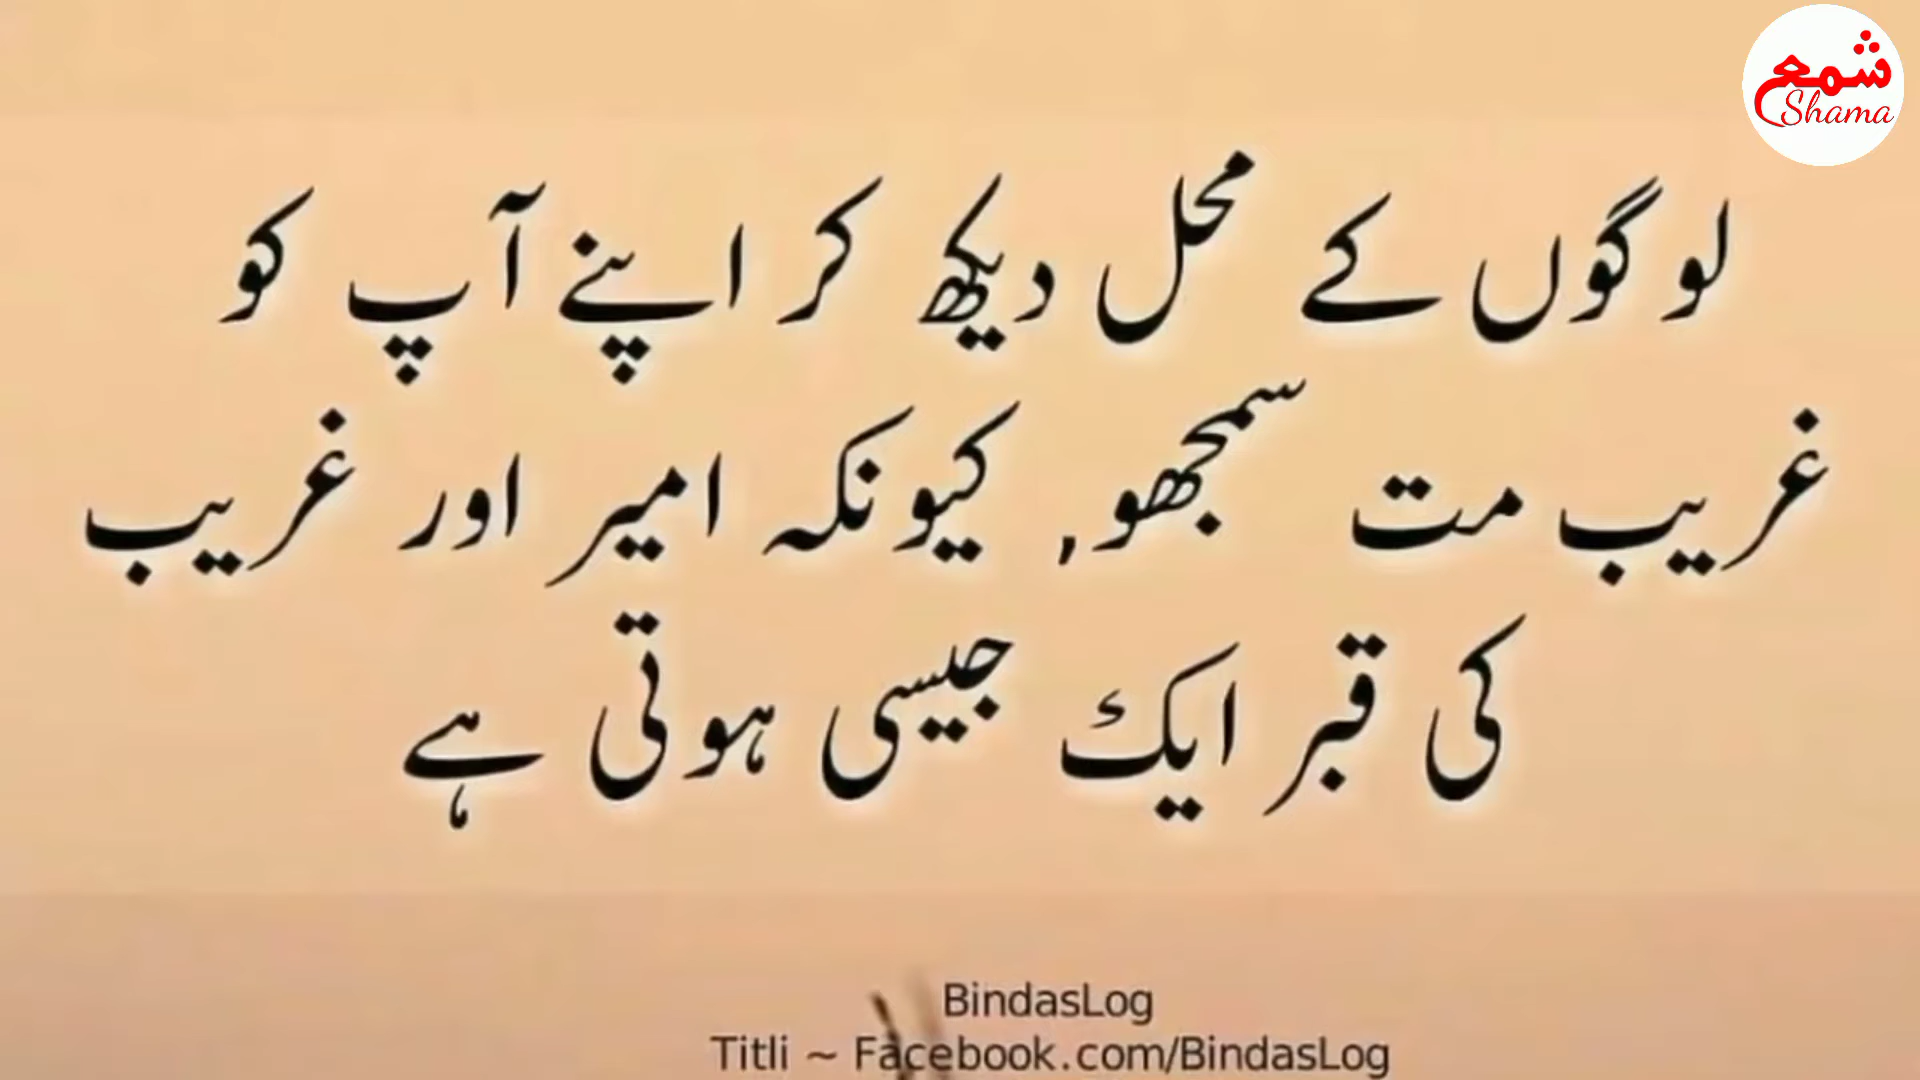 شمع
Shama
لوگوں کے محل دیکھ کر اپنے آپ کو
غریب مت سمجھو, کیونکہ امیر اور غریب
کی قبر ایک جیسی ہوتی ہے
BindasLog
Titli ~ Facebook.com/BindasLog